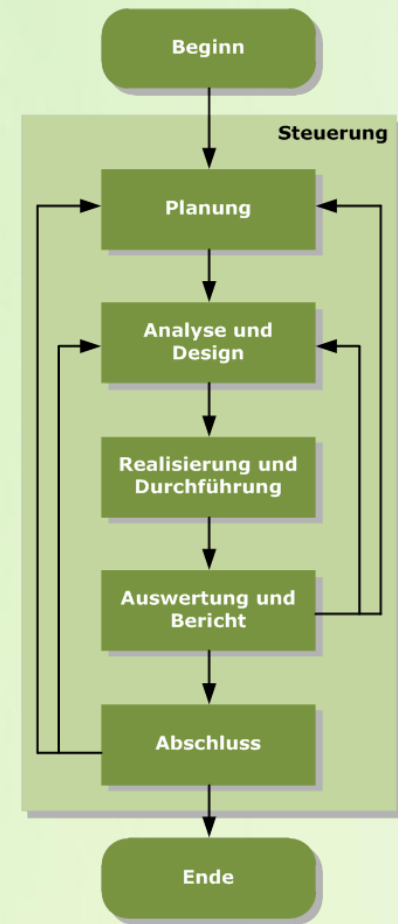 Beginn
Steuerung
Planung
Analyse und
Design
Realisierung und
Durchführung
Auswertung und
Bericht
Abschluss
Ende